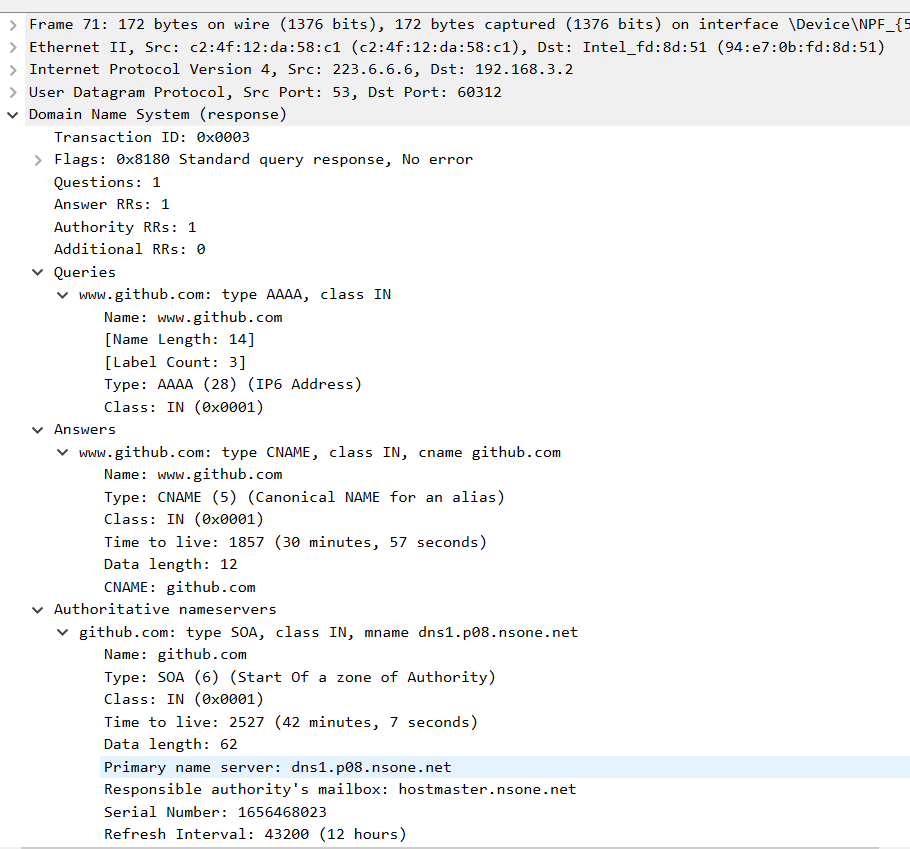 Frame 71: 172 bytes on wire (1376 bits), 172 bytes captured (1376 bits) on interface \Device\NPF_{5
Ethernet II, Src: c2:4f:12:da:58:c1 (c2:4f:12:da:58:c1), Dst: Intel_fd:8d:51 (94:e7:0b:fd:8d:51)
Internet Protocol Version 4, Src: 223.6.6.6, Dst: 192.168.3.2
User Datagram Protocol, Src Port: 53, Dst Port: 60312
Domain Name System (response)
Transaction ID: 0x0003
Flags: 0x8180 Standard query response, No error
Questions: 1
Answer RRs: 1
Authority RRs: 1
Additional RRs: 0
Queries
www.github.com: type AAAA, class IN
Name: www.github.com
[Name Length: 14]
[Label Count: 3]
Type: AAAA (28) (IP6 Address)
Class: IN (0x0001)
Answers
www.github.com: type CNAME, class IN, cname github.com
Name: www.github.com
Type: CNAME (5) (Canonical NAME for an alias)
Class: IN (0x0001)
Time to live: 1857 (30 minutes, 57 seconds)
Data length: 12
CNAME: github.com
Authoritative nameservers
github.com: type SOA, class IN, mname dns1.p08.nsone.net
Name: github.com
Type: SOA (6) (Start Of a zone of Authority)
Class: IN (0x0001)
Time to live: 2527 (42 minutes, 7 seconds)
Data length: 62
Primary name server: dns1.p08.nsone.net
Responsible authority's mailbox: hostmaster.nsone.net
Serial Number: 1656468023
Refresh Interval: 43200 (12 hours)